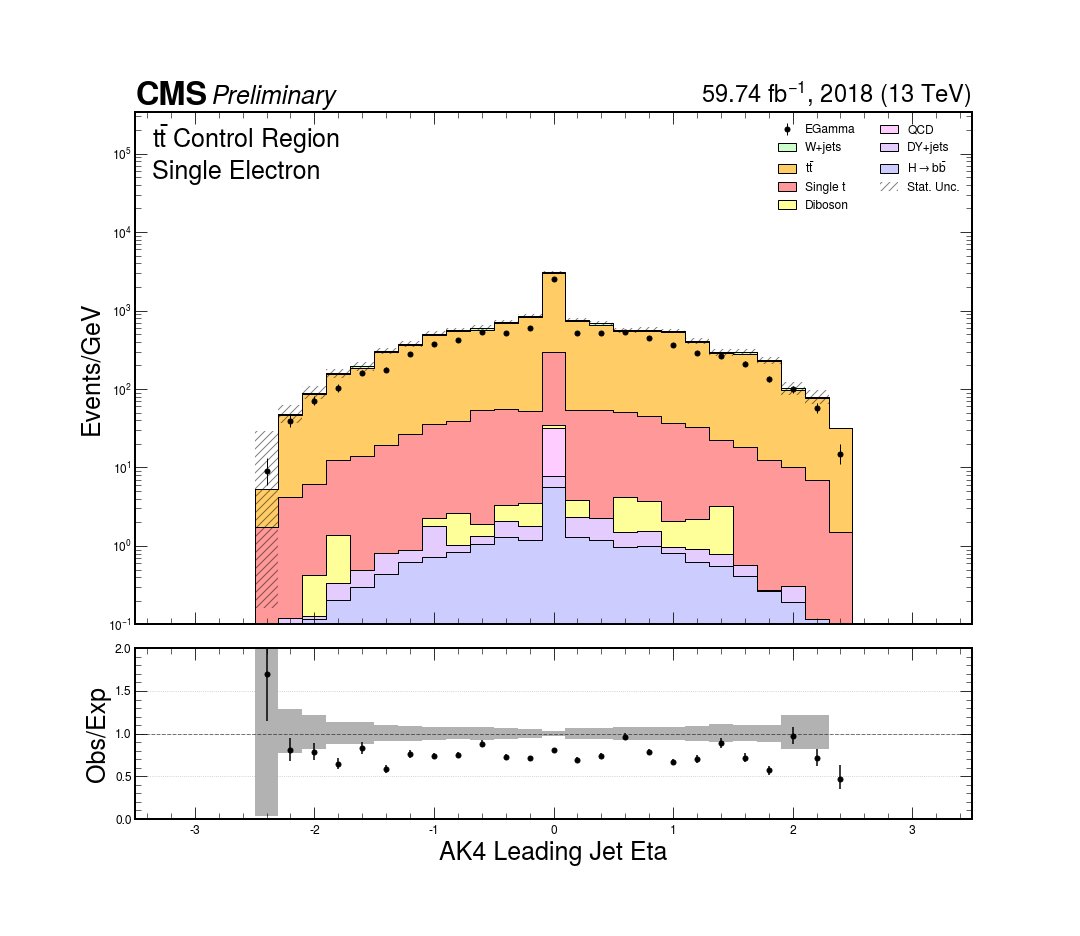 CMS Preliminary 59.74 fb⁻¹, 2018 (13 TeV)
tt̄ Control Region
Single Electron
EGamma QCD
W+jets DY+jets
tt̄ H→bb̄
Single t Stat. Unc.
Diboson
Events/GeV
10⁵
10⁴
10³
10²
10¹
10⁰
10⁻¹
Obs/Exp
2.0
1.5
1.0
0.5
0.0
-3 -2 -1 0 1 2 3
AK4 Leading Jet Eta